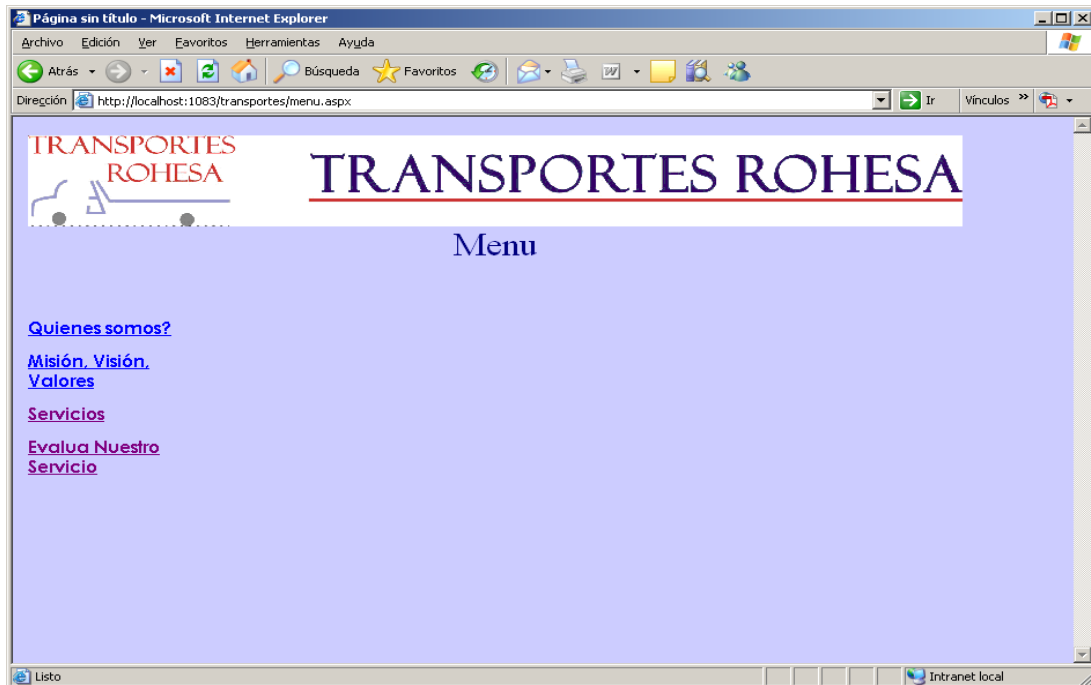 Página sin título - Microsoft Internet Explorer
Archivo Edición Ver Favoritos Herramientas Ayuda
Atrás Búsqueda Favoritos
Dirección http://localhost:1083/transportes/menu.aspx Ir Vínculos »
TRANSPORTES
ROHESA
TRANSPORTES ROHESA
Menu
Quienes somos?
Misión, Visión,
Valores
Servicios
Evalua Nuestro
Servicio
Listo Intranet local